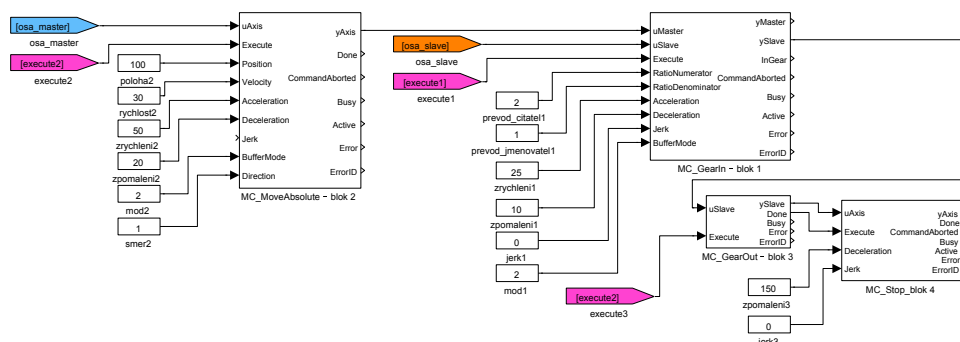 [osa_master]
osa_master
[execute2]
execute2
100
poloha2
30
rychlost2
50
zrychleni2
20
zpomaleni2
2
mod2
1
smer2
uAxis
Execute
Position
Velocity
Acceleration
Deceleration
Jerk
BufferMode
Direction
yAxis
Done
CommandAborted
Busy
Active
Error
ErrorID
MC_MoveAbsolute - blok 2
[osa_slave]
osa_slave
[execute1]
execute1
2
prevod_citatel1
1
prevod_jmenovatel1
25
zrychleni1
10
zpomaleni1
0
jerk1
2
mod1
uMaster
uSlave
Execute
RatioNumerator
RatioDenominator
Acceleration
Deceleration
Jerk
BufferMode
yMaster
ySlave
InGear
CommandAborted
Busy
Active
Error
ErrorID
MC_GearIn - blok 1
[execute2]
execute3
uSlave
Execute
ySlave
Done
Busy
Error
ErrorID
MC_GearOut - blok 3
150
zpomaleni3
0
jerk3
uAxis
Execute
Deceleration
Jerk
yAxis
Done
CommandAborted
Busy
Active
Error
ErrorID
MC_Stop_blok 4